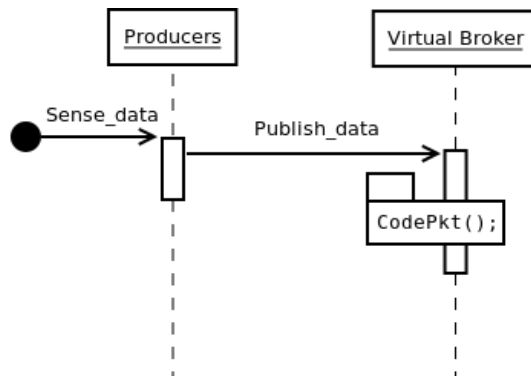 Producers
Virtual Broker
Sense_data
Publish_data
CodePkt();